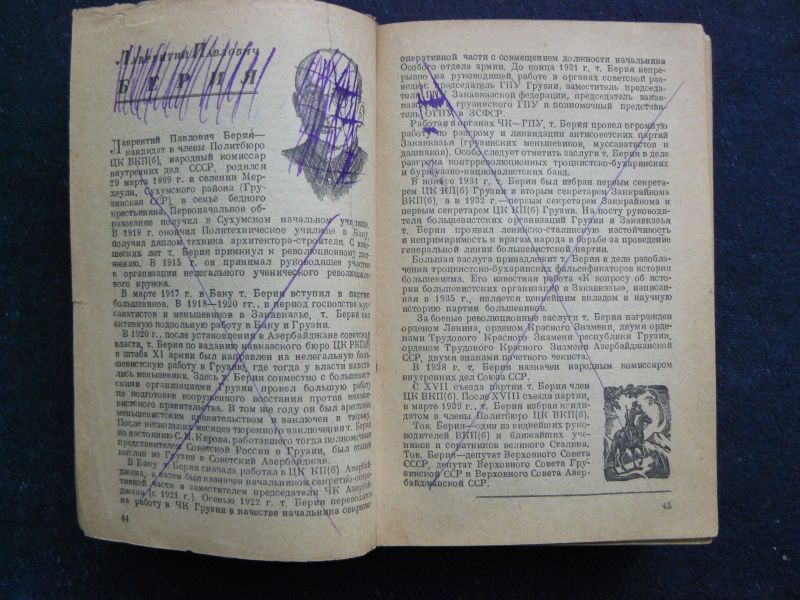 Лаврентий Павлович
БЕРИЯ
Лаврентий Павлович Берия—
кандидат в члены Политбюро
ЦК ВКП(б), народный комиссар
внутренних дел СССР, родился
29 марта 1899 г. в селении Мер-
хеули, Сухумского района (Гру-
зинская ССР), в семье бедного
крестьянина. Первоначальное об-
разование получил в Сухумском начальном училище.
В 1919 г. окончил Политехническое училище в Баку,
получил диплом техника архитектора-строителя. С юно-
шеских лет т. Берия примкнул к революционному дви-
жению. В 1915 г. он принимал руководящее участие
в организации нелегального ученического революцион-
ного кружка.
В марте 1917 г. в Баку т. Берия вступил в партию
большевиков. В 1918—1920 гг., в период господства мус-
саватистов и меньшевиков в Закавказье, т. Берия вёл
активную подпольную работу в Баку и Грузии.
В 1920 г., после установления в Азербайджане советской
власти, т. Берия по заданию кавказского бюро ЦК РКП(б)
и штаба XI армии был направлен на нелегальную боль-
шевистскую работу в Грузию, где тогда у власти находи-
лись меньшевики. Здесь т. Берия совместно с большеви-
стскими организациями Грузии провел большую работу
по подготовке вооруженного восстания против меньше-
вистского правительства. В том же году он был арестован
меньшевистским правительством и заключен в тюрьму.
После нескольких месяцев тюремного заключения т. Берия
по настоянию С. М. Кирова, работавшего тогда полномочным
представителем Советской России в Грузии, был
выслан из Грузии в Советский Азербайджан.
В Баку т. Берия сначала работал в ЦК КП(б) Азербай-
джана, а затем был назначен начальником секретно-опера-
тивной части и заместителем председателя ЧК Азербай-
джана (с 1921 г.). Осенью 1922 г. т. Берия переводится
на работу в ЧК Грузии в качестве начальника секретно-
44
оперативной части с совмещением должности начальника
Особого отдела армии. До конца 1931 г. т. Берия непре-
рывно на руководящей работе в органах советской раз-
ведки: председатель ГПУ Грузии, заместитель председа-
теля ГПУ Закавказской федерации, председатель закав-
казского и грузинского ГПУ и полномочный представитель
ОГПУ в ЗСФСР.
Работая в органах ЧК—ГПУ, т. Берия провел огромную
работу по разгрому и ликвидации антисоветских партий
Закавказья (грузинских меньшевиков, муссаватистов и
дашнаков). Особо следует отметить заслуги т. Берия в деле
разгрома контрреволюционных троцкистско-бухаринских
и буржуазно-националистических банд.
В ноябре 1931 г. т. Берия был избран первым секрета-
рем ЦК КП(б) Грузии и вторым секретарем Заккрайкома
ВКП(б), а в 1932 г.—первым секретарем Заккрайкома и
первым секретарем ЦК КП(б) Грузии. На посту руководи-
теля большевистских организаций Грузии и Закавказья
т. Берия проявил ленинско-сталинскую настойчивость
и непримиримость к врагам народа в борьбе за проведение
генеральной линии большевистской партии.
Большая заслуга принадлежит т. Берия в деле разобла-
чения троцкистско-бухаринских фальсификаторов истории
большевизма. Его известная работа «К вопросу об истории
большевистских организаций в Закавказье», написан-
ная в 1935 г., является ценнейшим вкладом в научную
историю партии большевиков.
За боевые революционные заслуги т. Берия награжден
орденом Ленина, орденом Красного Знамени, двумя орде-
нами Трудового Красного Знамени республики Грузии,
орденом Трудового Красного Знамени Азербайджанской
ССР, двумя знаками почетного чекиста.
В 1938 г. т. Берия назначен народным комиссаром
внутренних дел Союза ССР.
С XVII съезда партии т. Берия член
ЦК ВКП(б). После XVIII съезда партии,
в марте 1939 г., т. Берия избран канди-
датом в члены Политбюро ЦК ВКП(б).
Тов. Берия—один из виднейших руко-
водителей ВКП(б) и ближайших уче-
ников и соратников великого Сталина.
Тов. Берия—депутат Верховного Совета
СССР, депутат Верховного Совета Гру-
зинской ССР и Верховного Совета Азер-
байджанской ССР.
45